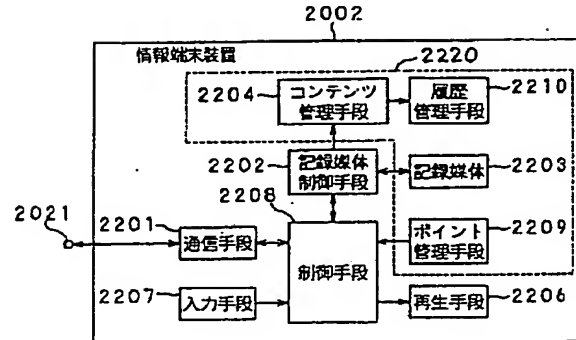 2002
情報端末装置
2220
2204
コンテンツ
管理手段
履歴
管理手段
2210
2202
記録媒体
制御手段
記録媒体
2203
2208
2021
2201
通信手段
制御手段
ポイント
管理手段
2209
2207
入力手段
再生手段
2206